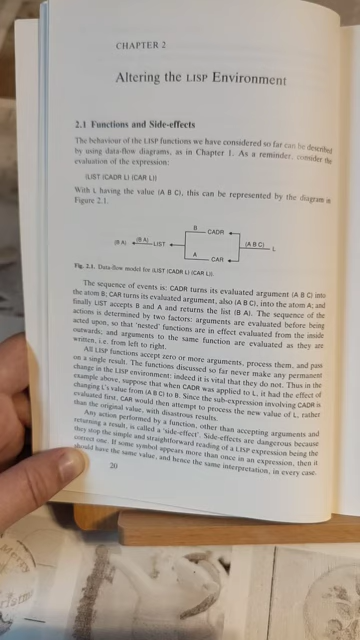 CHAPTER 2
Altering the LISP Environment
2.1 Functions and Side-effects
The behaviour of the LISP functions we have considered so far can be described
by using data-flow diagrams, as in Chapter 1. As a reminder, consider the
evaluation of the expression:
(LIST (CADR L) (CAR L))
With L having the value (A B C), this can be represented by the diagram in
Figure 2.1.
B CADR
(B A) (B A) LIST (A B C) L
A CAR
Fig. 2.1. Data-flow model for (LIST (CADR L) (CAR L)).
The sequence of events is: CADR turns its evaluated argument (A B C) into
the atom B; CAR turns its evaluated argument, also (A B C), into the atom A; and
finally LIST accepts B and A and returns the list (B A). The sequence of the
actions is determined by two factors: arguments are evaluated before being
acted upon, so that 'nested' functions are in effect evaluated from the inside
outwards; and arguments to the same function are evaluated as they are
written, i.e. from left to right.
All LISP functions accept zero or more arguments, process them, and pass
on a single result. The functions discussed so far never make any permanent
change in the LISP environment: indeed it is vital that they do not. Thus in the
example above, suppose that when CADR was applied to L, it had the effect of
changing L's value from (A B C) to B. Since the sub-expression involving CADR is
evaluated first, CAR would then attempt to process the new value of L, rather
than the original value, with disastrous results.
Any action performed by a function, other than accepting arguments and
returning a result, is called a 'side-effect'. Side-effects are dangerous because
they stop the simple and straightforward reading of a LISP expression being the
correct one. If some symbol appears more than once in an expression, then it
should have the same value, and hence the same interpretation, in every case.
20